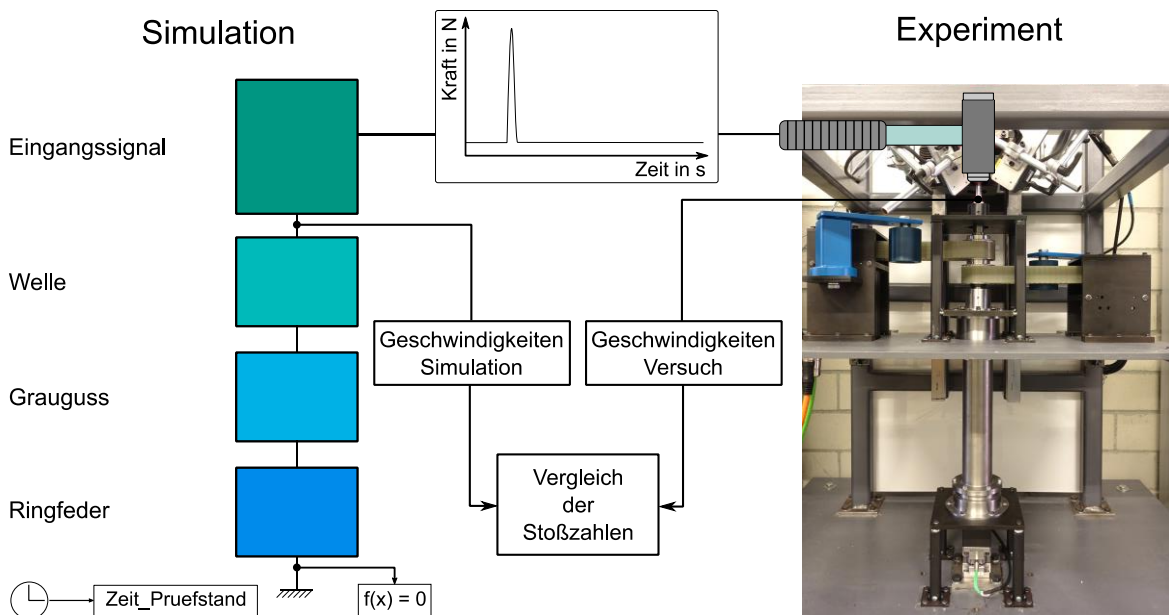 Simulation
Experiment
Kraft in N
Zeit in s
Eingangssignal
Welle
Grauguss
Ringfeder
Geschwindigkeiten
Simulation
Geschwindigkeiten
Versuch
Vergleich
der
Stoßzahlen
Zeit_Pruefstand
f(x) = 0